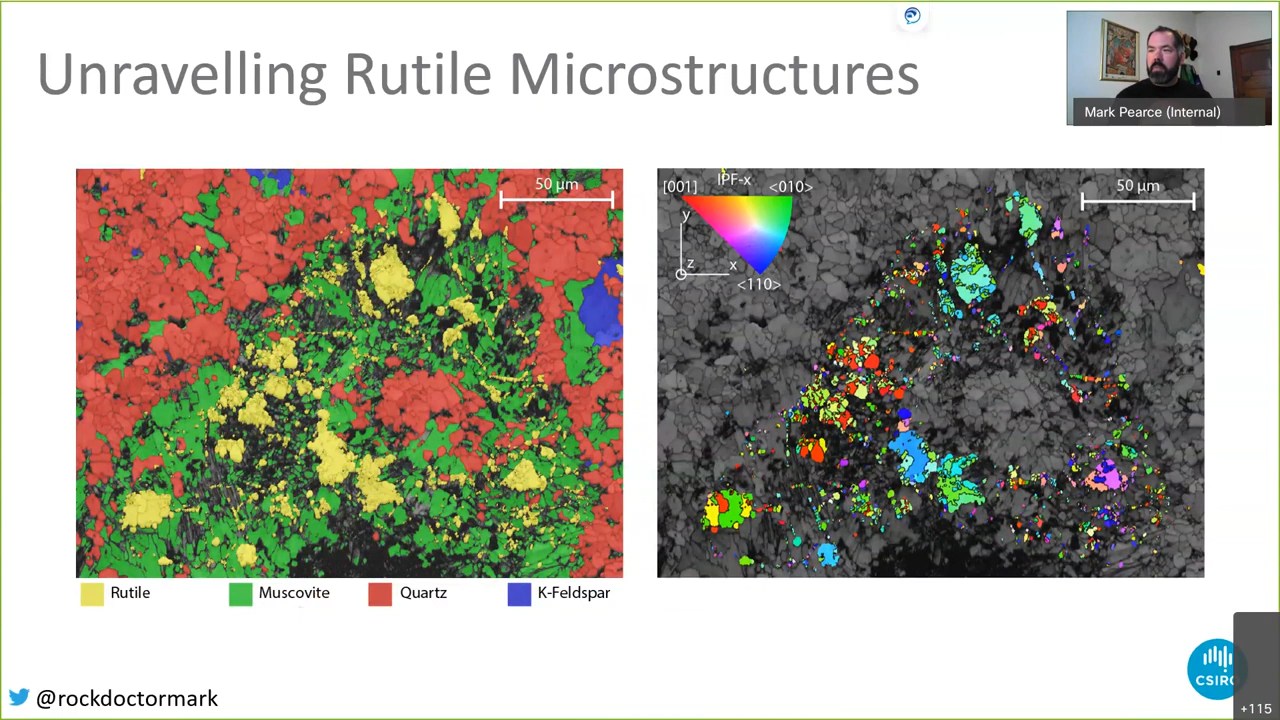 Unravelling Rutile Microstructures
Mark Pearce (Internal)
50 µm
[001]
IPF-x
<010>
y
z
x
<110>
50 µm
Rutile
Muscovite
Quartz
K-Feldspar
@rockdoctormark
CSIRO
+115